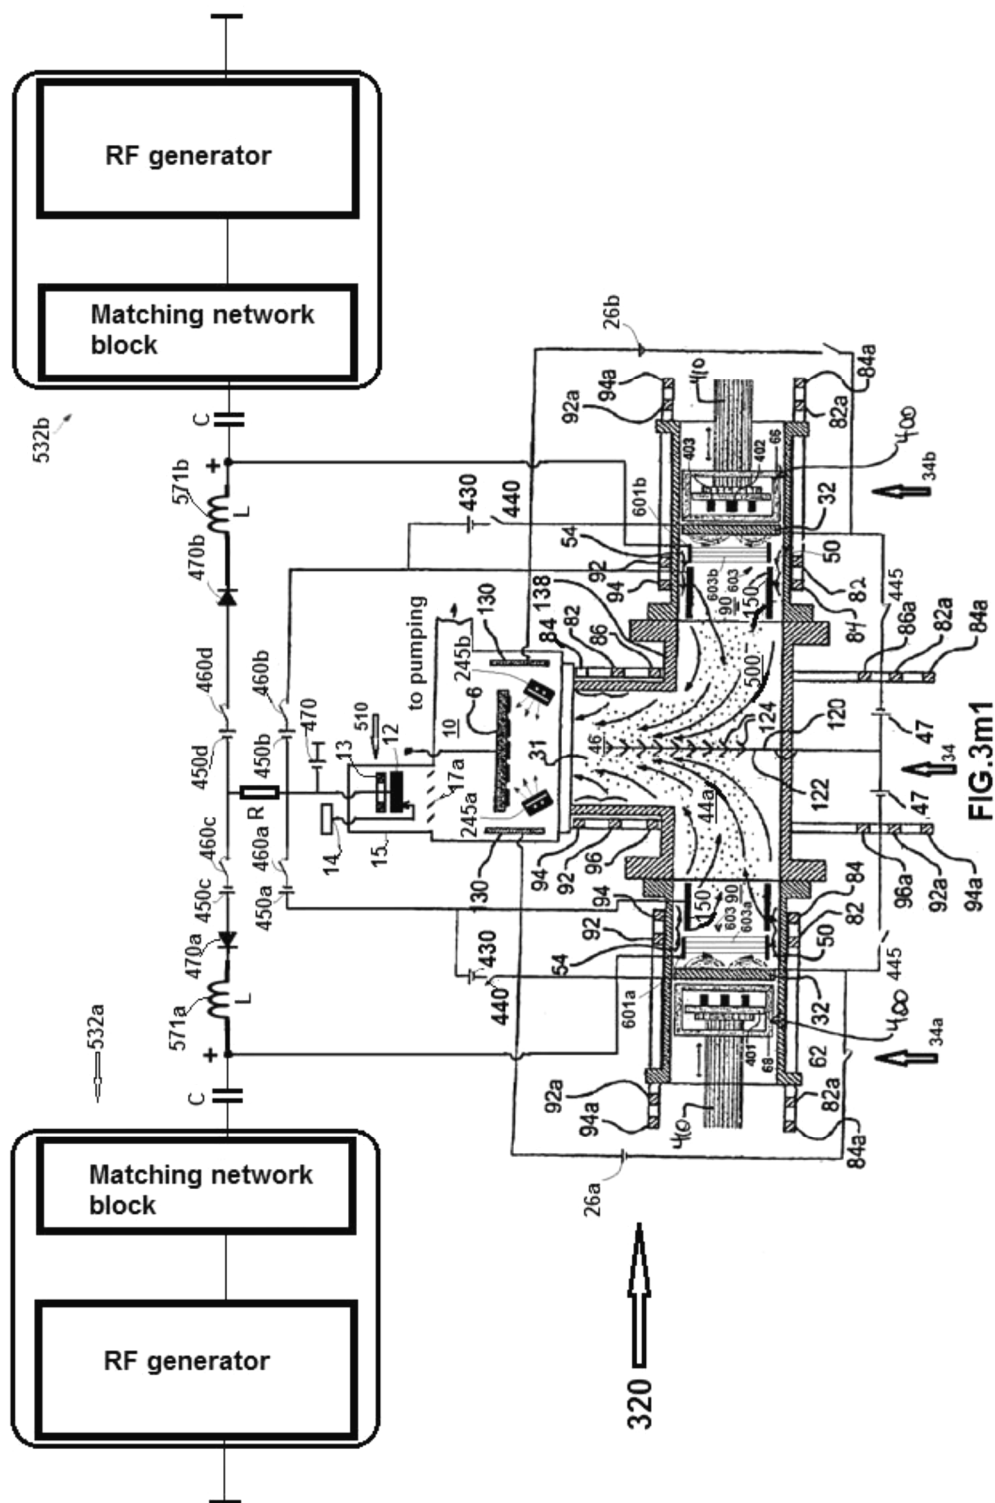 RF generator
Matching network
block
532b
C
+
571b
L
470b
460d
460b
450d
450b
470
R
460c
460a
450c
450a
470a
571a
L
+
532a
C
Matching network
block
RF generator
26b
94a
92a
410
84a
82a
400
403
402
66
34b
601b
430
440
32
54
92
94
603b
603
50
82
84
90
150
138
445
86a
82a
84a
to pumping
130
84
82
86
245b
10
6
510
12
13
17a
14
15
31
245a
130
500
46
124
44a
120
122
47
34
47
94
92
96
94
92
150
90
603
603a
84
82
96a
92a
94a
54
50
430
440
601a
32
445
400
62
401
68
34a
92a
94a
410
82a
84a
26a
320
FIG.3m1